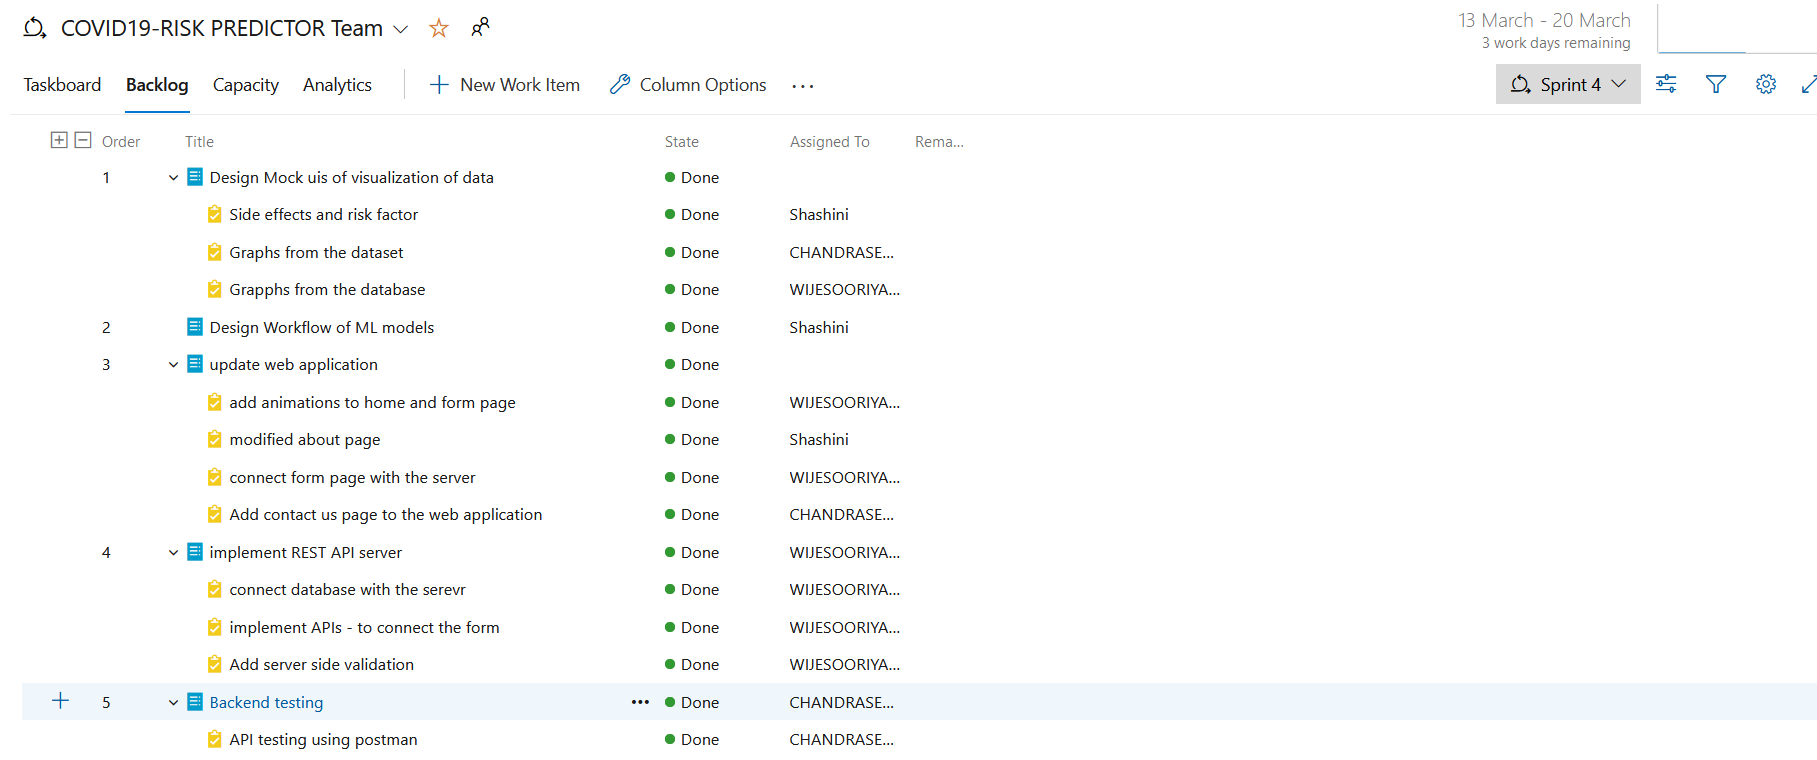 COVID19-RISK PREDICTOR Team
13 March - 20 March
3 work days remaining
Taskboard Backlog Capacity Analytics New Work Item Column Options ... Sprint 4
Order Title State Assigned To Rema...
1 Design Mock uis of visualization of data Done
Side effects and risk factor Done Shashini
Graphs from the dataset Done CHANDRASE...
Grapphs from the database Done WIJESOORIYA...
2 Design Workflow of ML models Done Shashini
3 update web application Done
add animations to home and form page Done WIJESOORIYA...
modified about page Done Shashini
connect form page with the server Done WIJESOORIYA...
Add contact us page to the web application Done CHANDRASE...
4 implement REST API server Done WIJESOORIYA...
connect database with the serevr Done WIJESOORIYA...
implement APIs - to connect the form Done WIJESOORIYA...
Add server side validation Done WIJESOORIYA...
5 Backend testing ... Done CHANDRASE...
API testing using postman Done CHANDRASE...